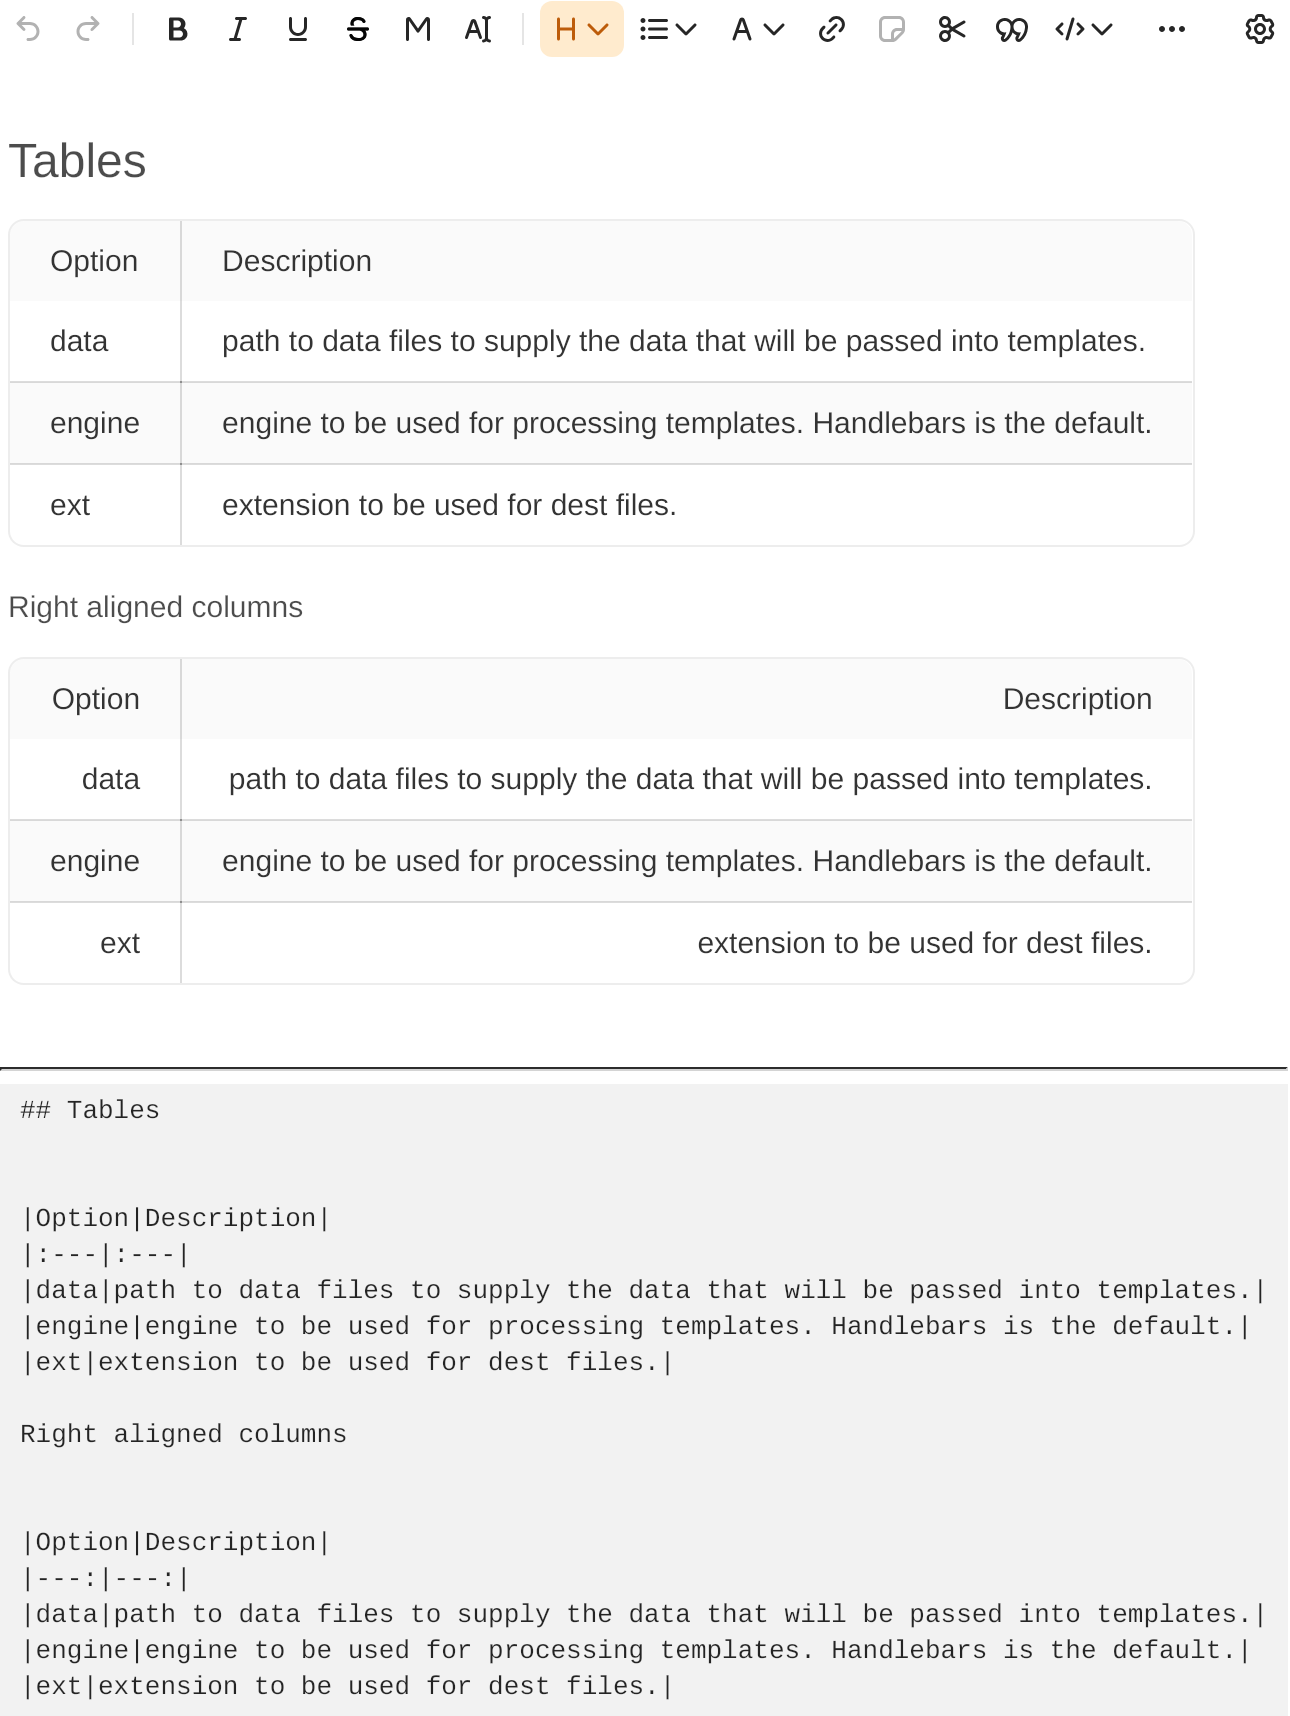 Tables
Option Description
data path to data files to supply the data that will be passed into templates.
engine engine to be used for processing templates. Handlebars is the default.
ext extension to be used for dest files.
Right aligned columns
Option Description
data path to data files to supply the data that will be passed into templates.
engine engine to be used for processing templates. Handlebars is the default.
ext extension to be used for dest files.
## Tables
|Option|Description|
|:---|:---|
|data|path to data files to supply the data that will be passed into templates.|
|engine|engine to be used for processing templates. Handlebars is the default.|
|ext|extension to be used for dest files.|
Right aligned columns
|Option|Description|
|---:|---:|
|data|path to data files to supply the data that will be passed into templates.|
|engine|engine to be used for processing templates. Handlebars is the default.|
|ext|extension to be used for dest files.|